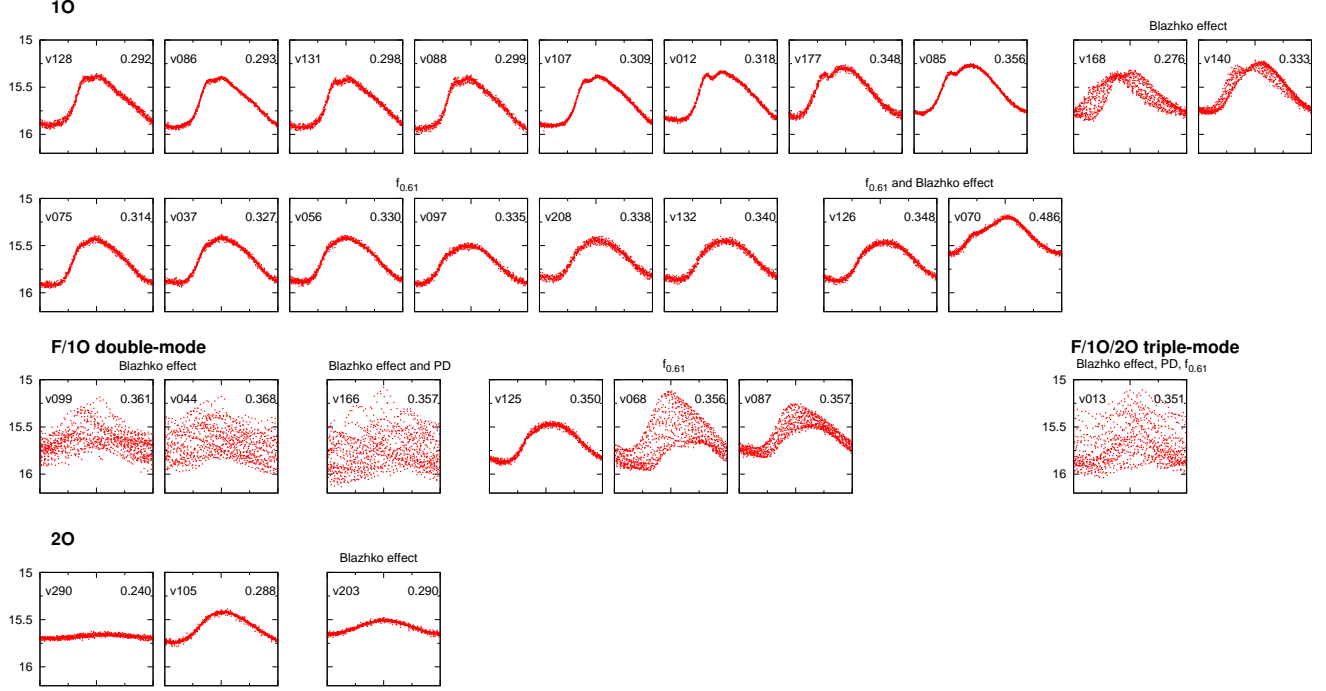 1O
Blazhko effect
15
15.5
16
v128 0.292
v086 0.293
v131 0.298
v088 0.299
v107 0.309
v012 0.318
v177 0.348
v085 0.356
v168 0.276
v140 0.333
f0.61
f0.61 and Blazhko effect
15
15.5
16
v075 0.314
v037 0.327
v056 0.330
v097 0.335
v208 0.338
v132 0.340
v126 0.348
v070 0.486
F/1O double-mode
F/1O/2O triple-mode
Blazhko effect
Blazhko effect and PD
f0.61
Blazhko effect, PD, f0.61
15
15.5
16
v099 0.361
v044 0.368
v166 0.357
v125 0.350
v068 0.356
v087 0.357
15
15.5
16
v013 0.351
2O
Blazhko effect
15
15.5
16
v290 0.240
v105 0.288
v203 0.290